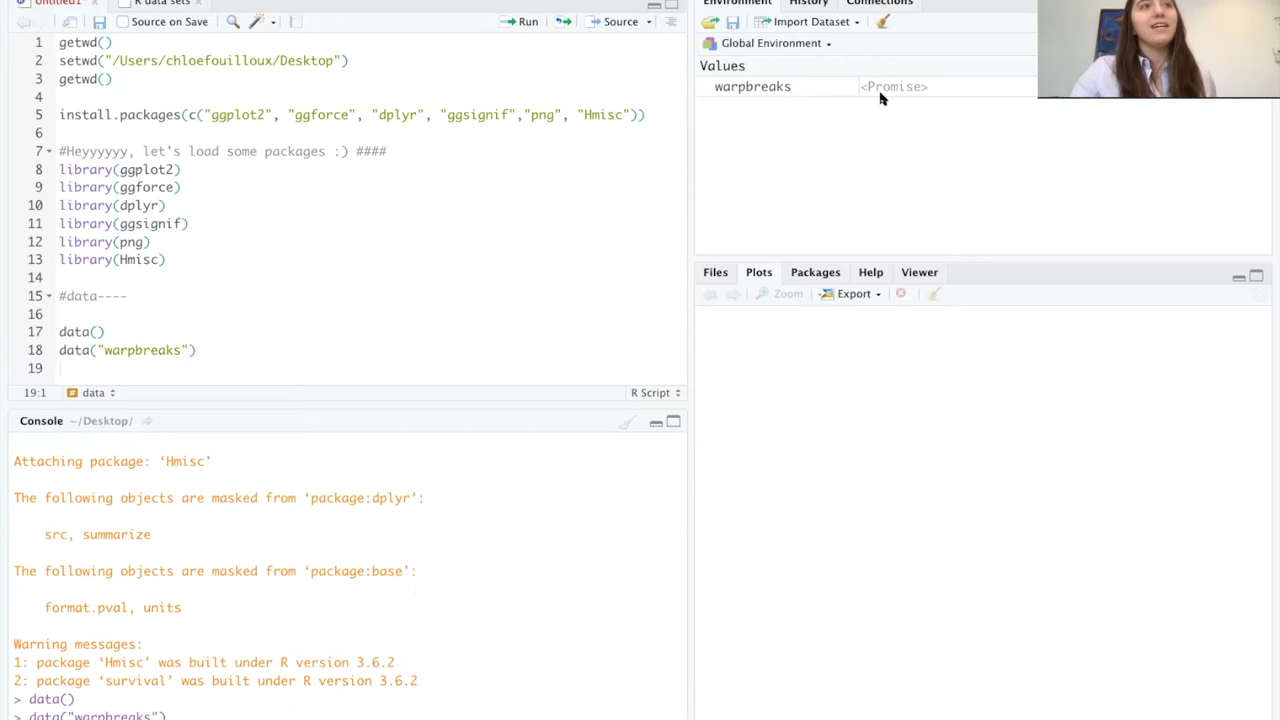 Untitled1*
R data sets
Source on Save
Run
Source
1 getwd()
2 setwd("/Users/chloefouilloux/Desktop")
3 getwd()
4
5 install.packages(c("ggplot2", "ggforce", "dplyr", "ggsignif","png", "Hmisc"))
6
7 #Heyyyyyy, let's load some packages :) ####
8 library(ggplot2)
9 library(ggforce)
10 library(dplyr)
11 library(ggsignif)
12 library(png)
13 library(Hmisc)
14
15 #data----
16
17 data()
18 data("warpbreaks")
19
19:1 # data R Script
Console ~/Desktop/
Attaching package: ‘Hmisc’
The following objects are masked from ‘package:dplyr’:
src, summarize
The following objects are masked from ‘package:base’:
format.pval, units
Warning messages:
1: package ‘Hmisc’ was built under R version 3.6.2
2: package ‘survival’ was built under R version 3.6.2
> data()
> data("warpbreaks")
Environment History Connections
Import Dataset
Global Environment
Values
warpbreaks <Promise>
Files Plots Packages Help Viewer
Zoom Export